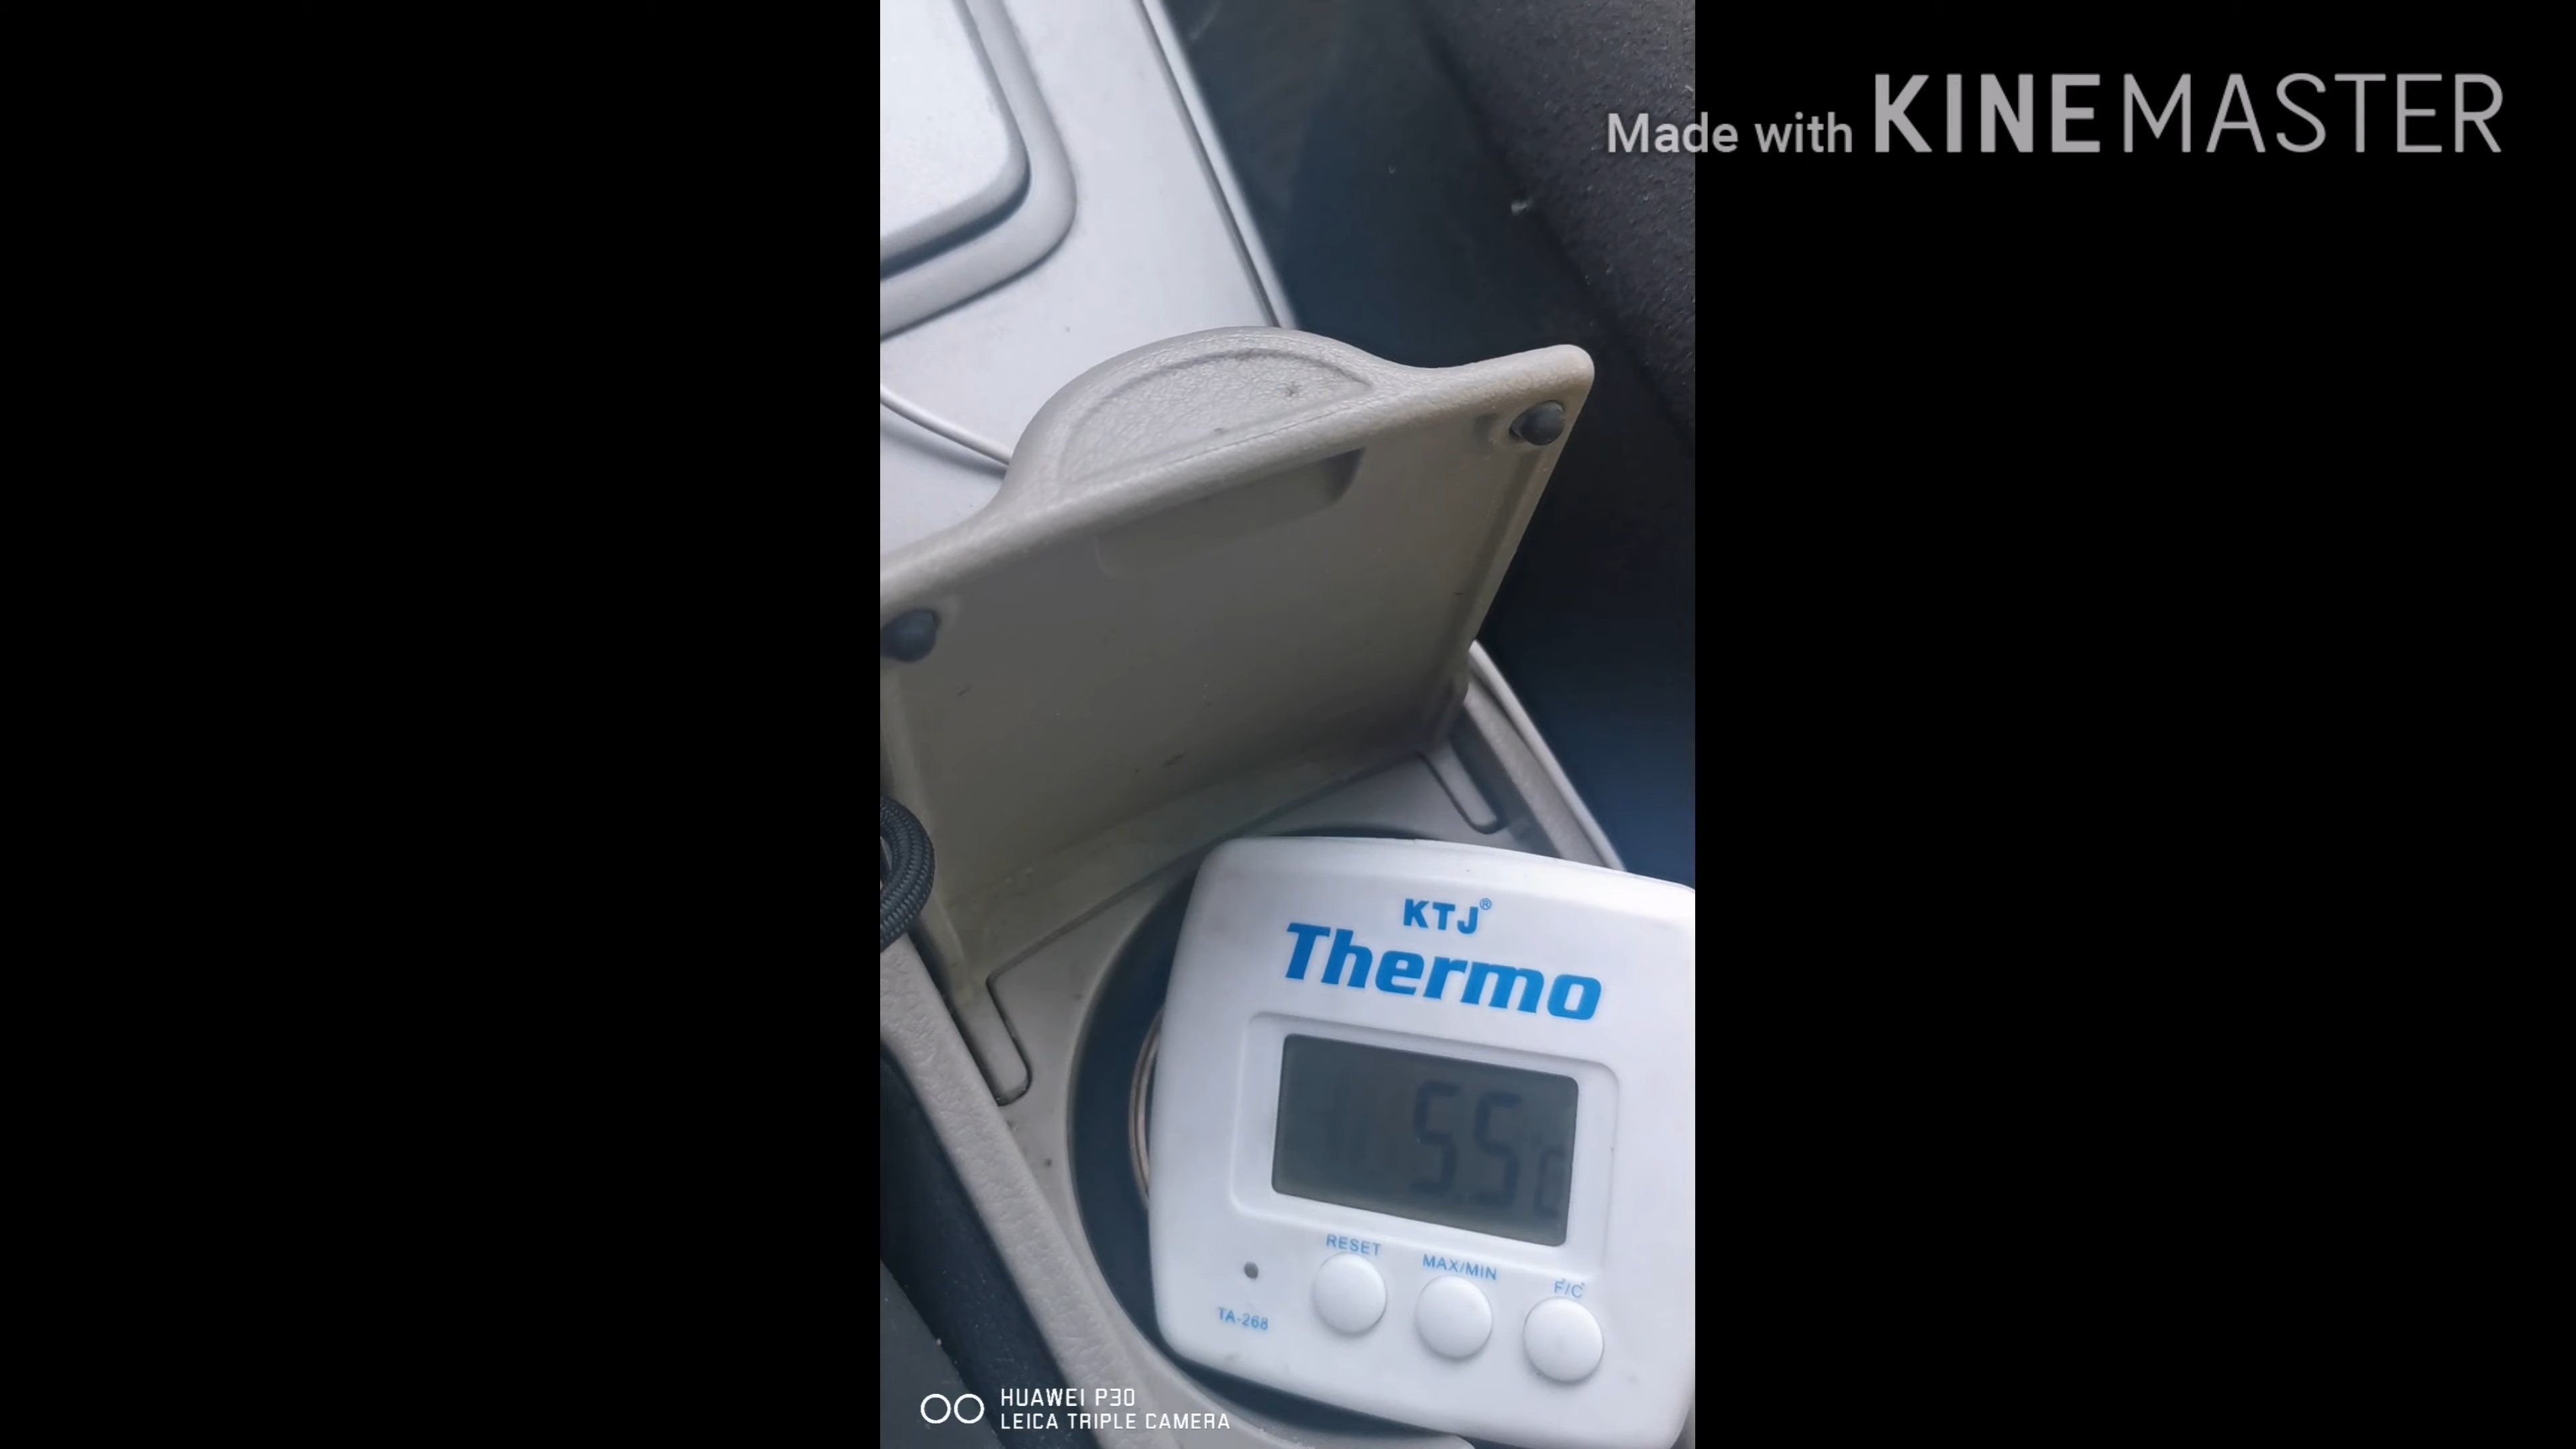 Made with KINEMASTER
KTJ®
Thermo
5.5°C
RESET
MAX/MIN
°F/°C
TA-268
HUAWEI P30
LEICA TRIPLE CAMERA